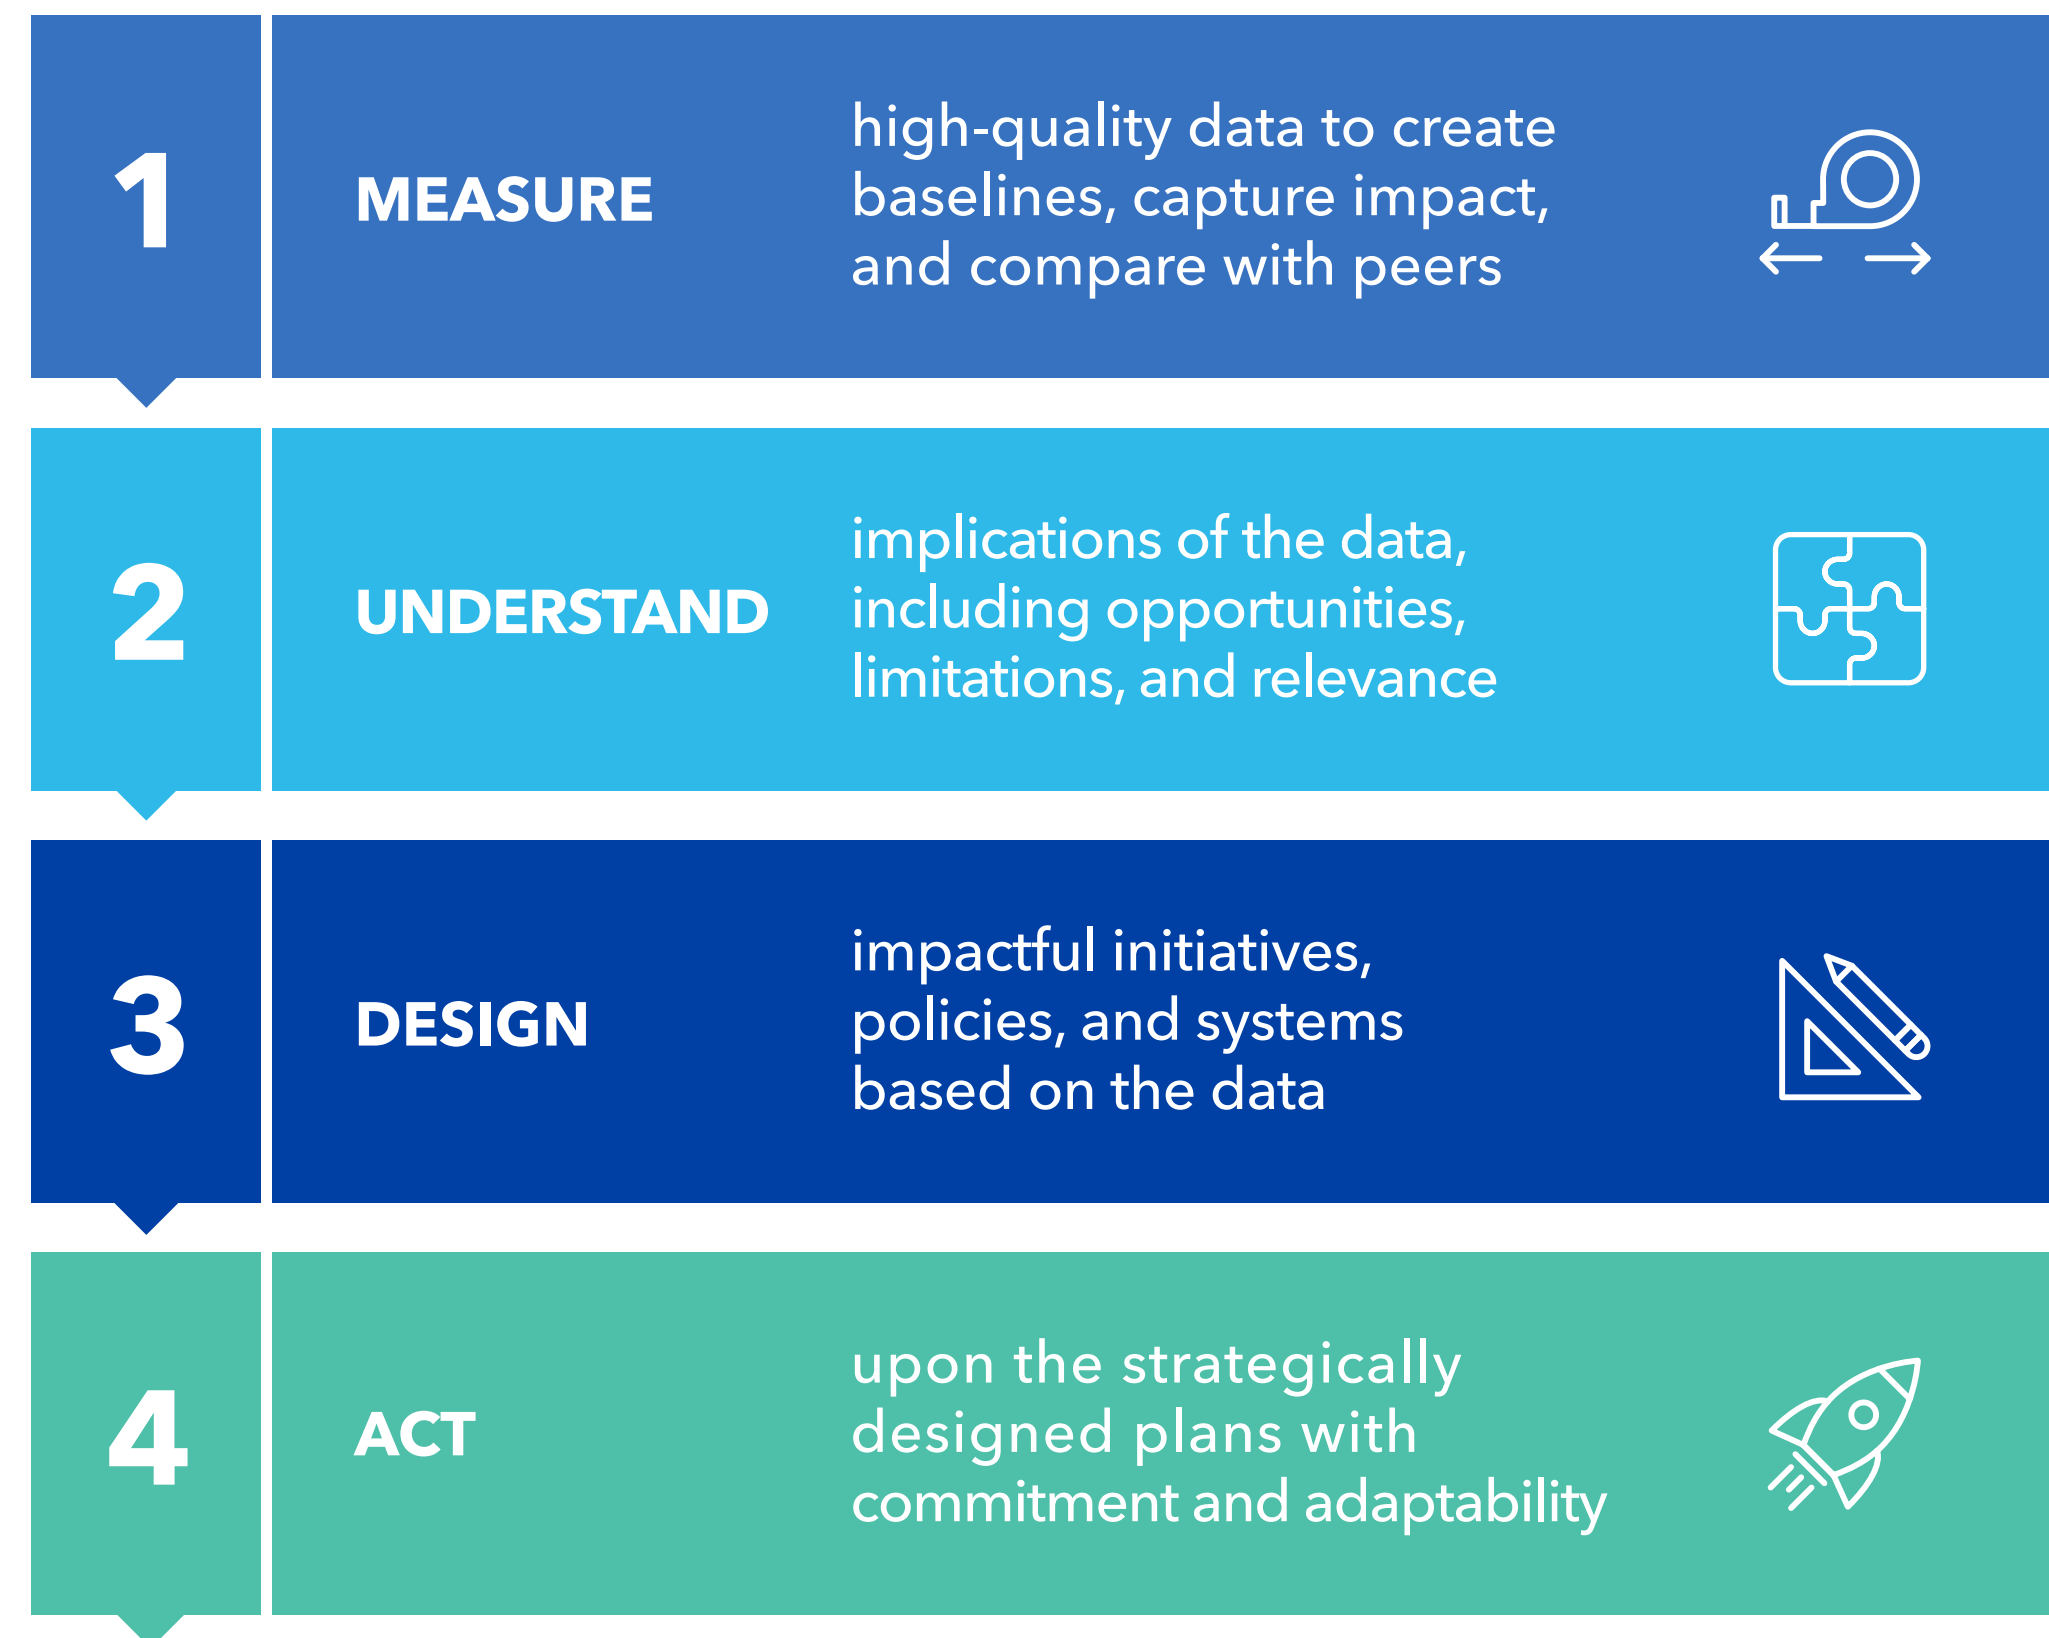 1
MEASURE
high-quality data to create
baselines, capture impact,
and compare with peers
2
UNDERSTAND
implications of the data,
including opportunities,
limitations, and relevance
3
DESIGN
impactful initiatives,
policies, and systems
based on the data
4
ACT
upon the strategically
designed plans with
commitment and adaptability